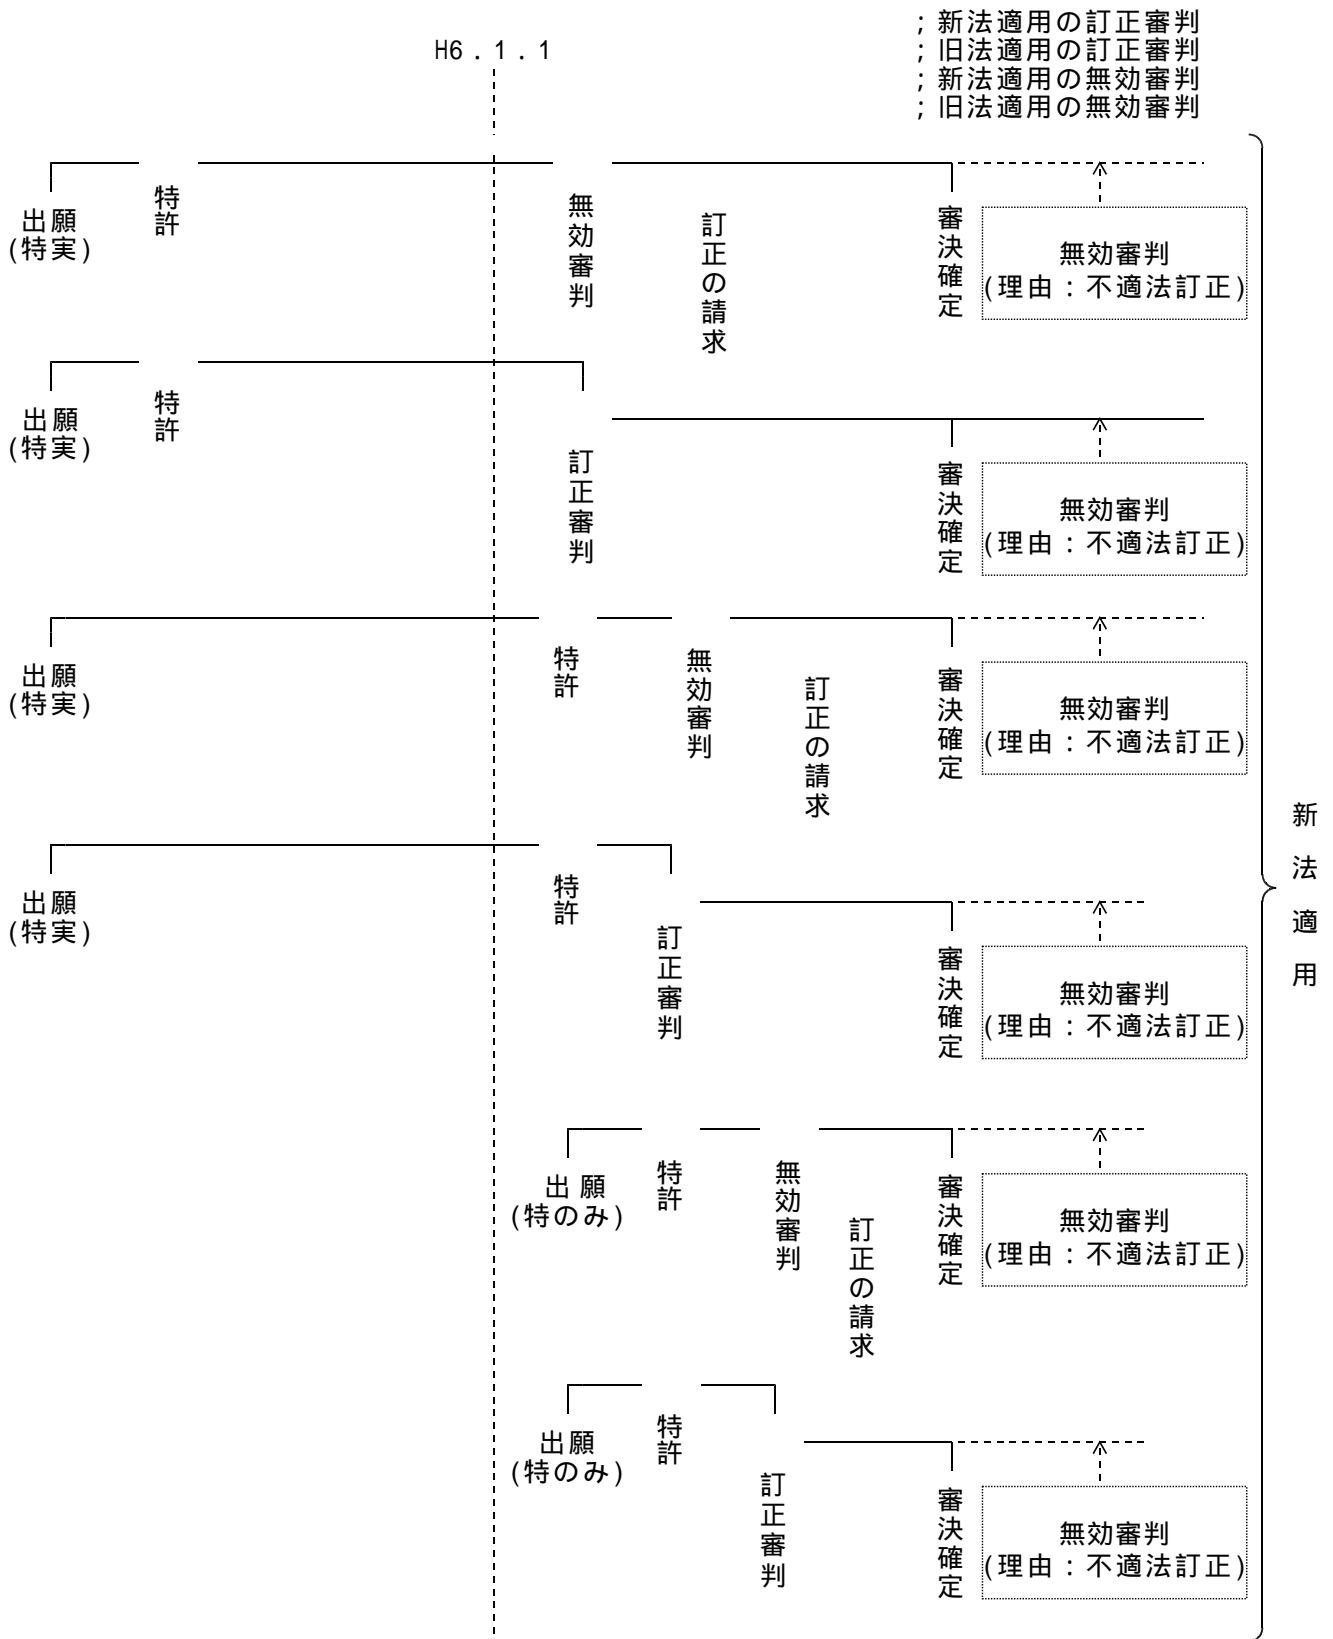 ；新法適用の訂正審判
H6．1．1
；旧法適用の訂正審判
；新法適用の無効審判
；旧法適用の無効審判
出願
(特実)
特許
無効審判
訂正の請求
審決確定
無効審判
(理由：不適法訂正)
出願
(特実)
特許
訂正審判
審決確定
無効審判
(理由：不適法訂正)
出願
(特実)
特許
無効審判
訂正の請求
審決確定
無効審判
(理由：不適法訂正)
出願
(特実)
特許
訂正審判
審決確定
無効審判
(理由：不適法訂正)
出願
(特のみ)
特許
無効審判
訂正の請求
審決確定
無効審判
(理由：不適法訂正)
出願
(特のみ)
特許
訂正審判
審決確定
無効審判
(理由：不適法訂正)
新法適用